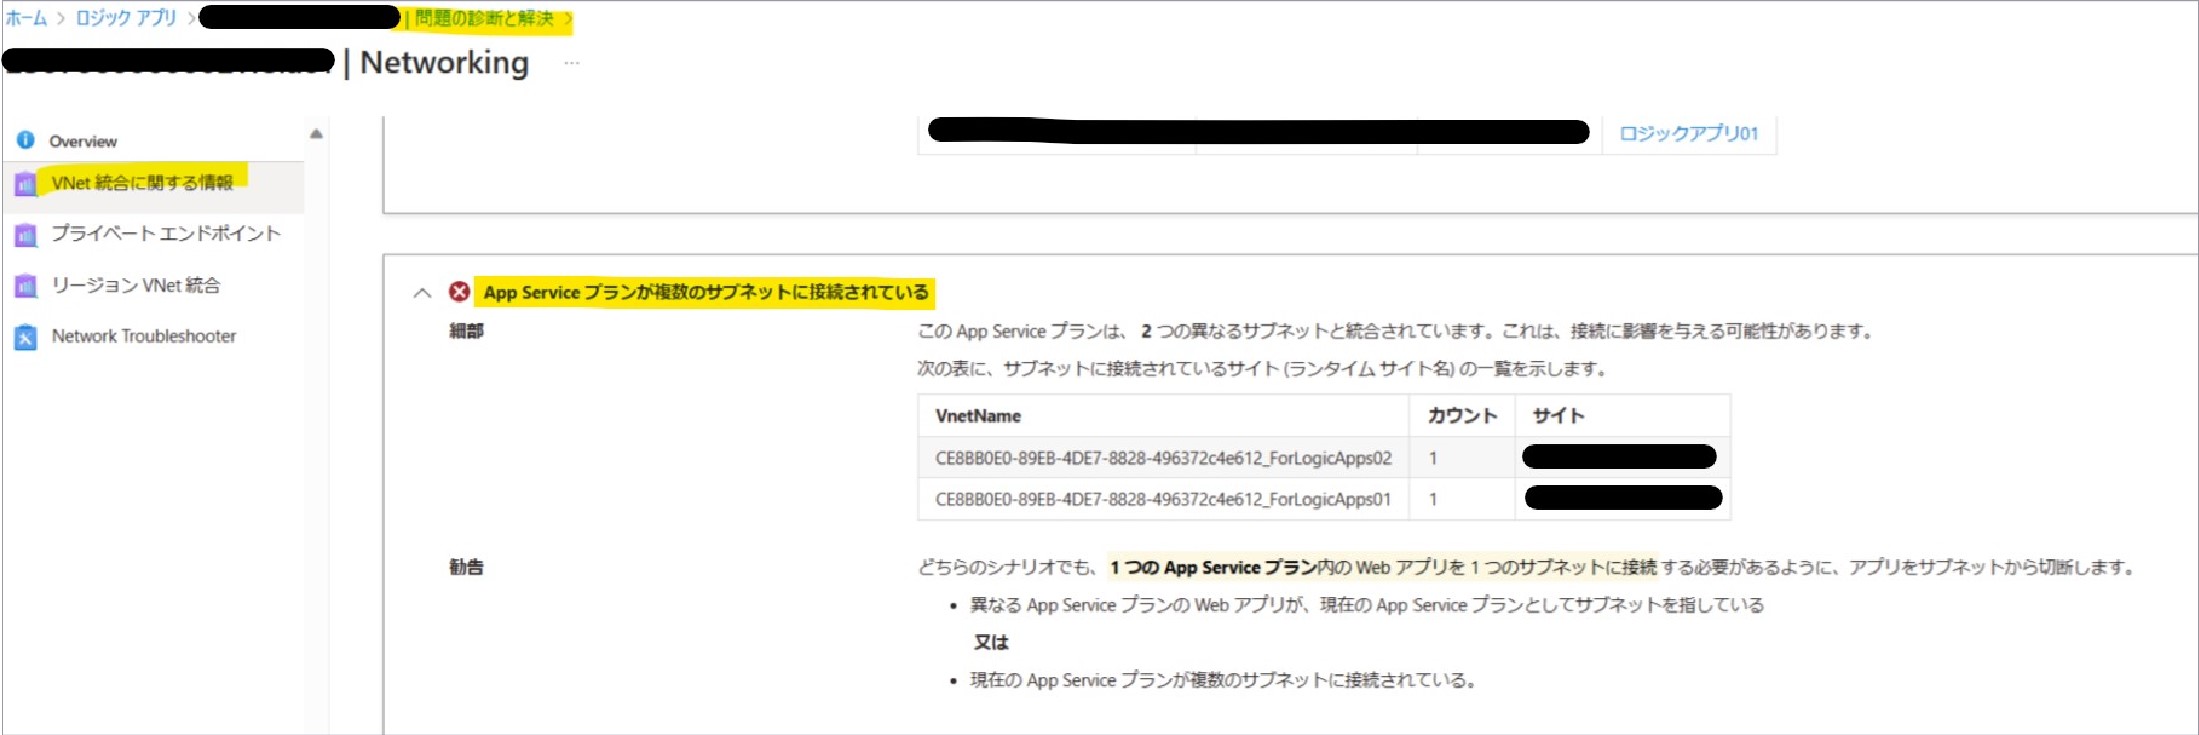 ホーム > ロジック アプリ > | 問題の診断と解決 >
| Networking ...
Overview
ロジックアプリ01
VNet 統合に関する情報
プライベート エンドポイント
リージョン VNet 統合
Network Troubleshooter
App Service プランが複数のサブネットに接続されている
細部
この App Service プランは、 2 つの異なるサブネットと統合されています。これは、接続に影響を与える可能性があります。
次の表に、サブネットに接続されているサイト (ランタイム サイト名) の一覧を示します。
VnetName カウント サイト
CE8BB0E0-89EB-4DE7-8828-496372c4e612_ForLogicApps02 1
CE8BB0E0-89EB-4DE7-8828-496372c4e612_ForLogicApps01 1
勧告
どちらのシナリオでも、1 つの App Service プラン内の Web アプリを 1 つのサブネットに接続する必要があるように、アプリをサブネットから切断します。
• 異なる App Service プランの Web アプリが、現在の App Service プランとしてサブネットを指している
又は
• 現在の App Service プランが複数のサブネットに接続されている。